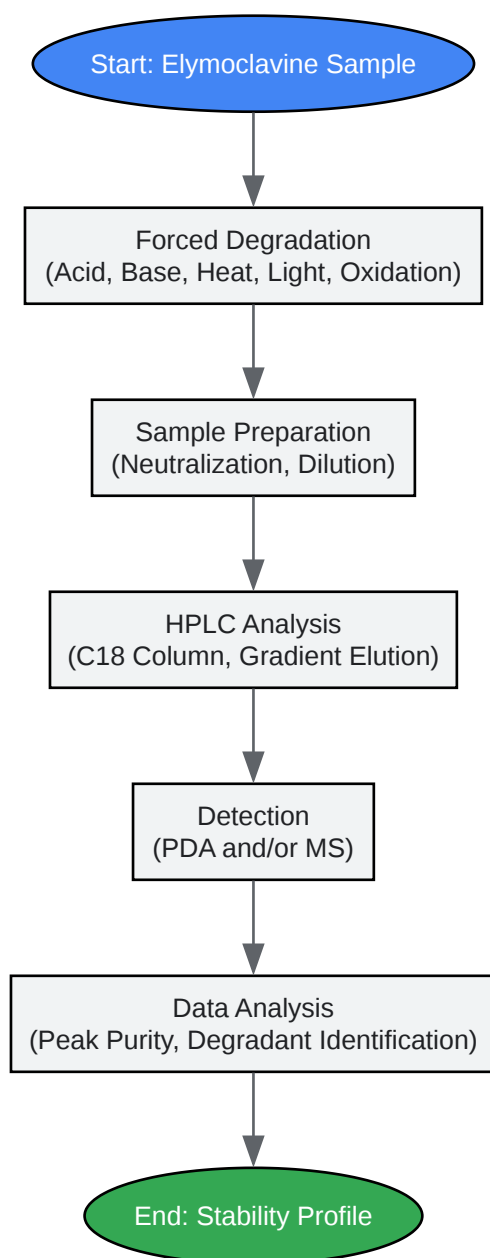 Start: Elymoclavine Sample
Forced Degradation
(Acid, Base, Heat, Light, Oxidation)
Sample Preparation
(Neutralization, Dilution)
HPLC Analysis
(C18 Column, Gradient Elution)
Detection
(PDA and/or MS)
Data Analysis
(Peak Purity, Degradant Identification)
End: Stability Profile